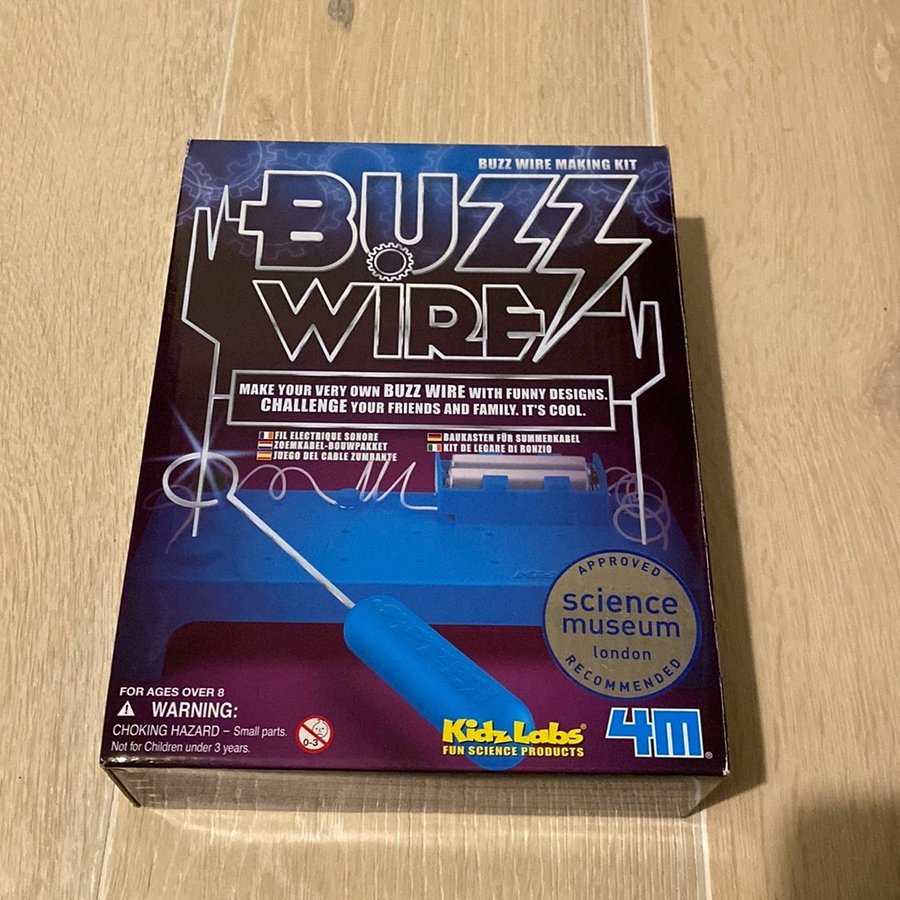 BUZZ WIRE MAKING KIT
BUZZ
WIRE
MAKE YOUR VERY OWN BUZZ WIRE WITH FUNNY DESIGNS.
CHALLENGE YOUR FRIENDS AND FAMILY. IT'S COOL.
FIL ELECTRIQUE SONORE
ZOEMKABEL-BOUWPAKKET
JUEGO DEL CABLE ZUMBANTE
BAUKASTEN FÜR SUMMERKABEL
KIT DE LEGARE DI RONZIO
APPROVED
science
museum
london
RECOMMENDED
FOR AGES OVER 8
WARNING:
CHOKING HAZARD – Small parts.
Not for Children under 3 years.
0-3
KidzLabs
FUN SCIENCE PRODUCTS
4M®